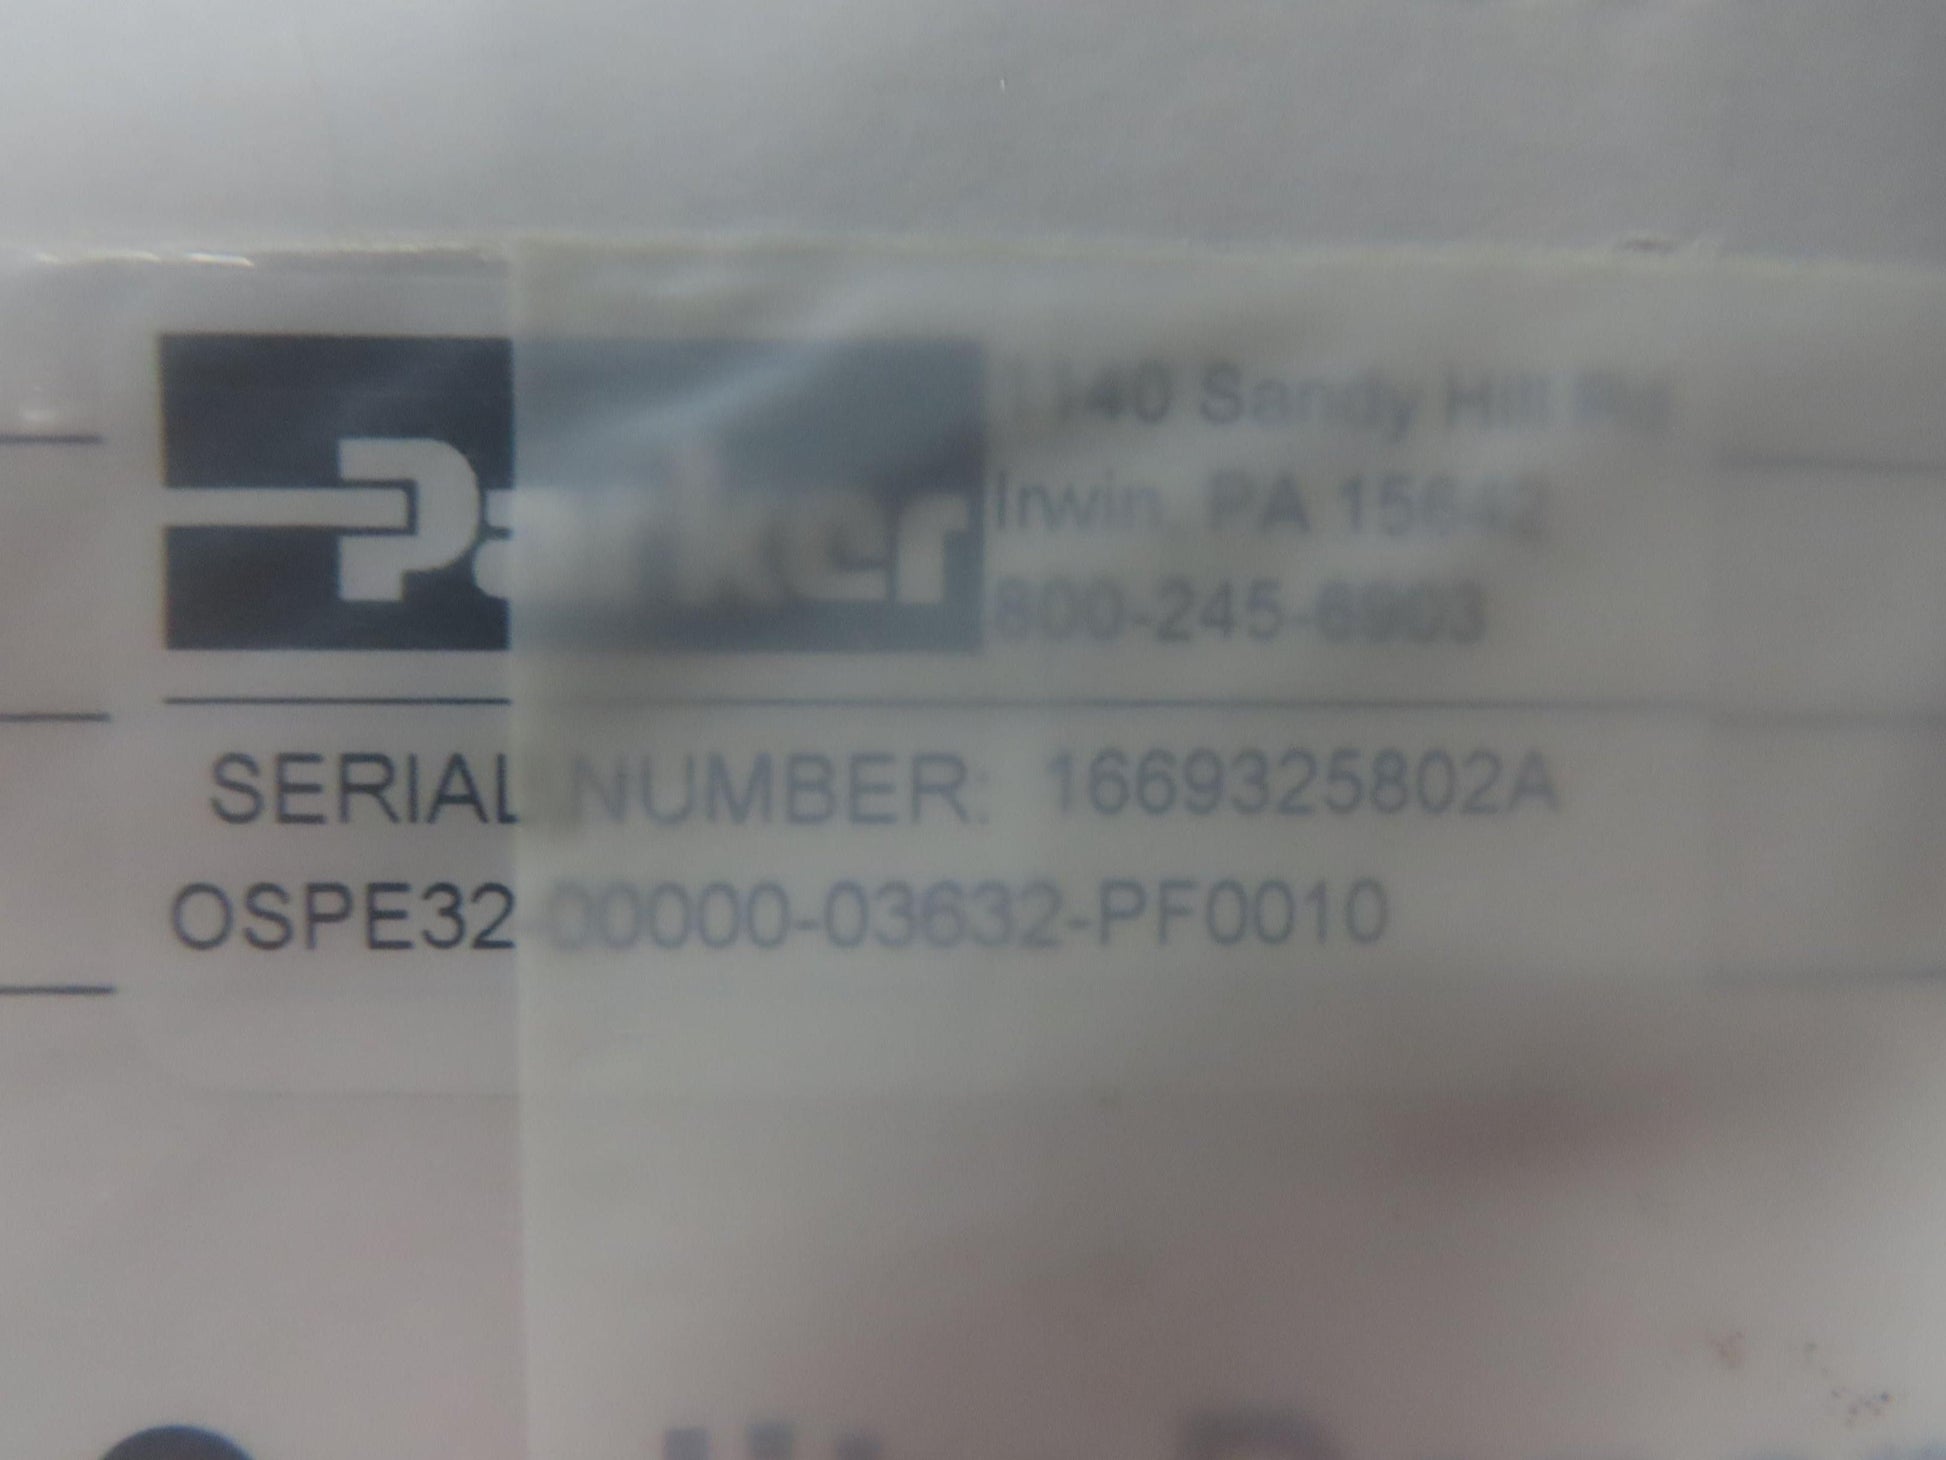 Parker
1140 Sandy Hill Rd
Irwin, PA 15642
800-245-6903
SERIAL NUMBER: 1669325802A
OSPE32-00000-03632-PF0010